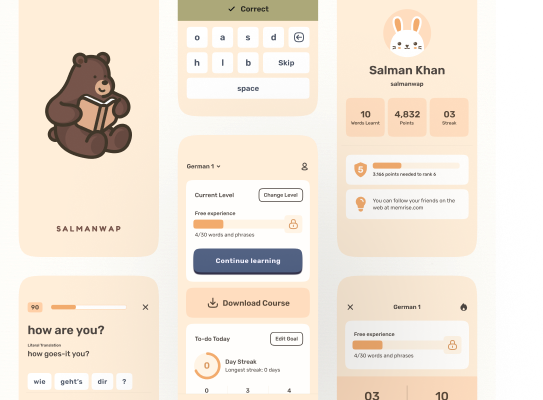 SALMANWAP
90
how are you?
Literal Translation
how goes-it you?
wie geht's dir ?
Correct
o a s d
h l b Skip
space
German 1
Current Level Change Level
Free experience
4/30 words and phrases
Continue learning
Download Course
To-do Today Edit Goal
0 Day Streak
Longest streak: 0 days
0 3 4
Salman Khan
salmanwap
10 4,832 03
Words Learnt Points Streak
5
3.166 points needed to rank 6
You can follow your friends on the
web at memrise.com
German 1
Free experience
4/30 words and phrases
03 10